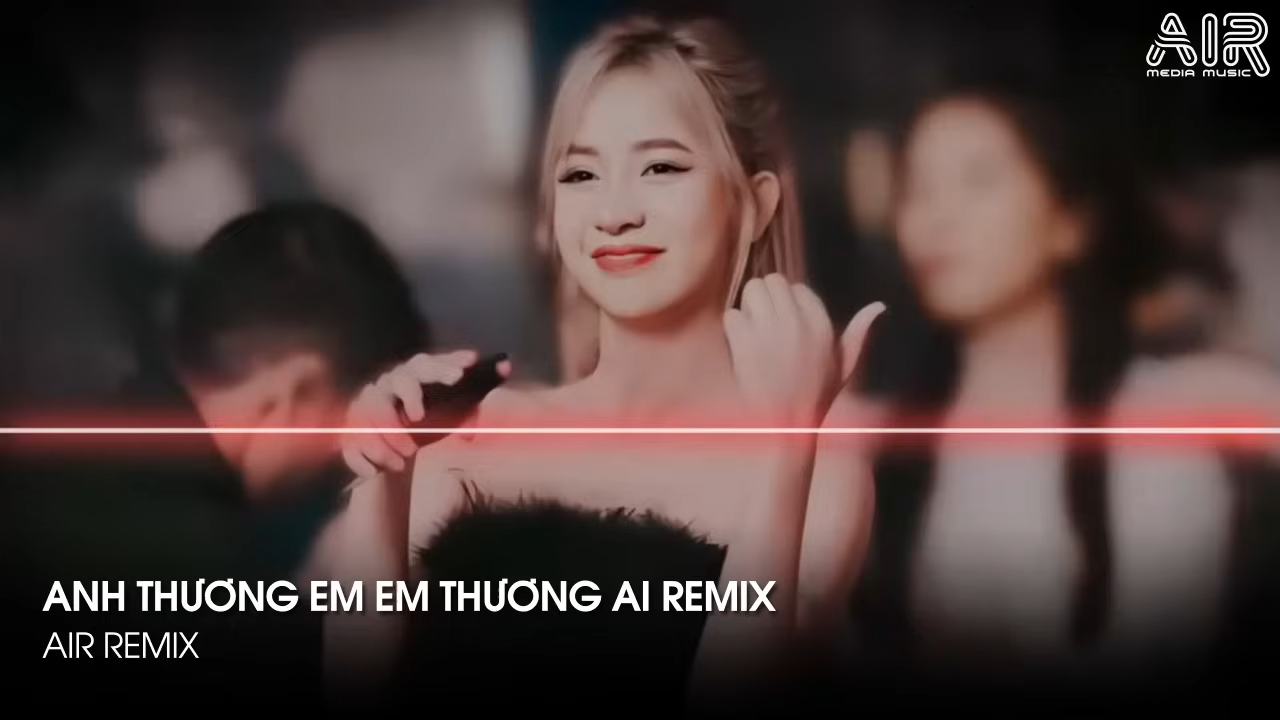 AIR
MEDIA MUSIC
ANH THƯƠNG EM EM THƯƠNG AI REMIX
AIR REMIX